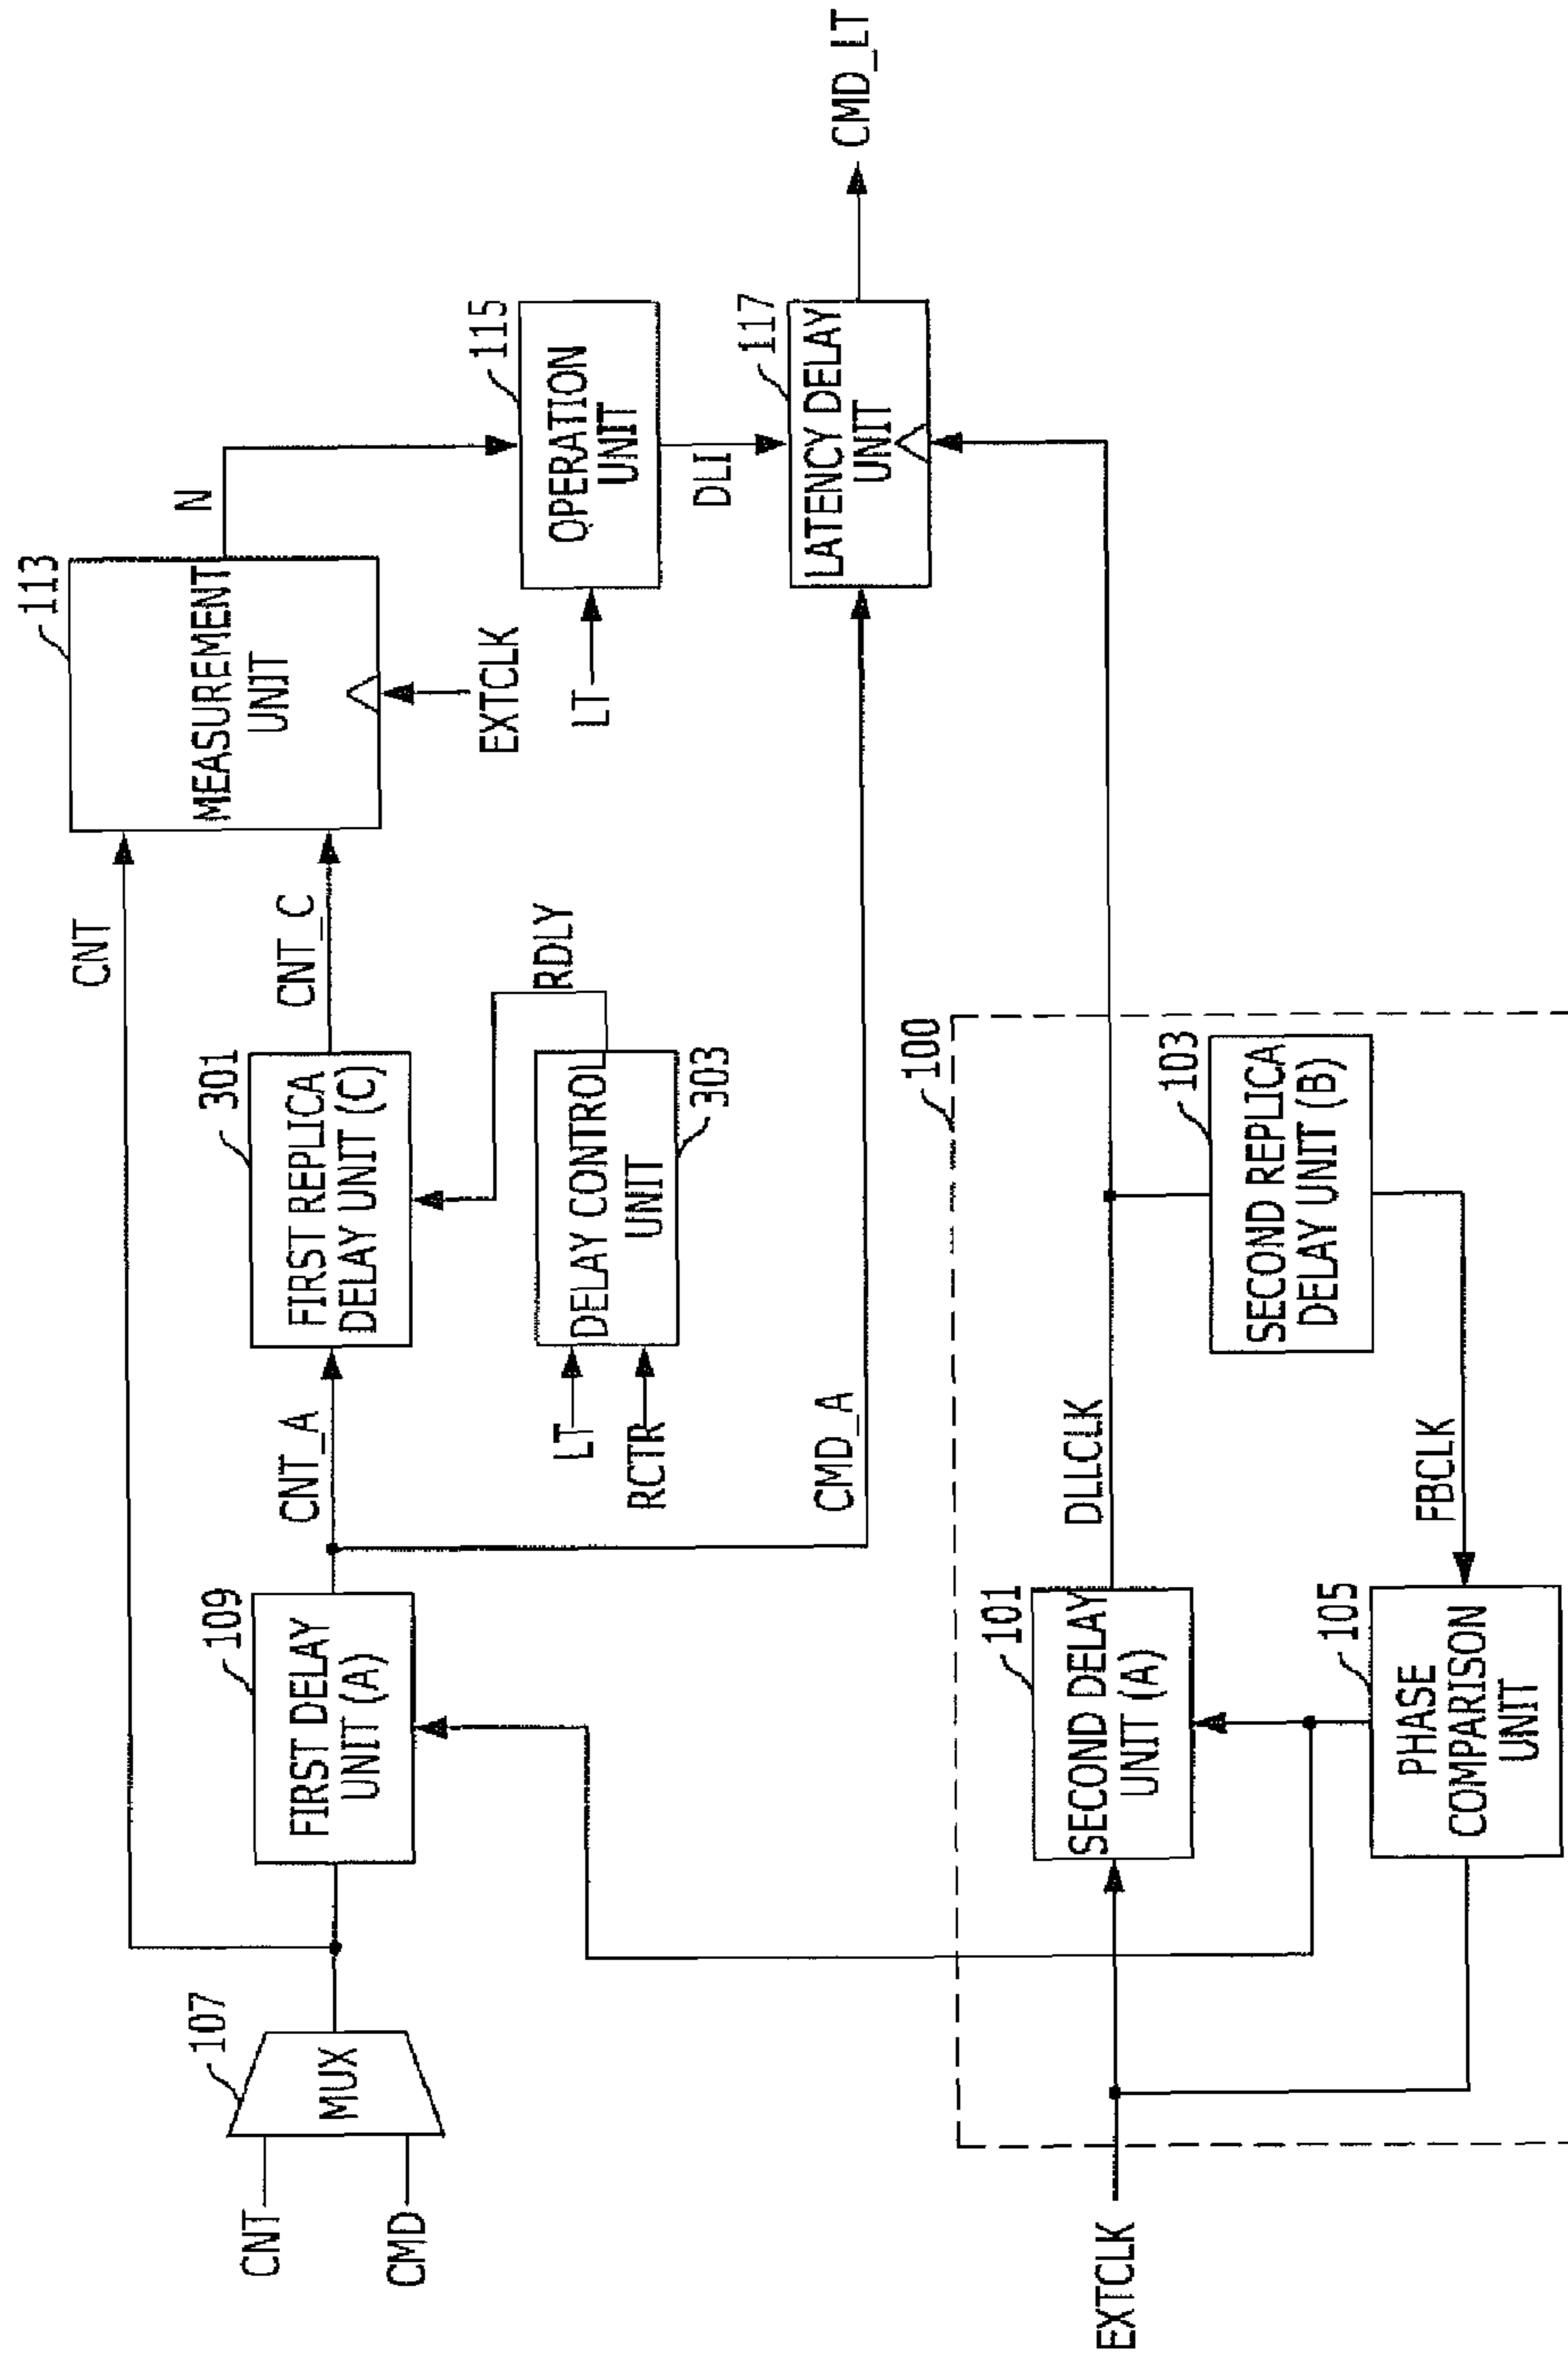 CNT
CMD
107
MUX
109
FIRST DELAY
UNIT (A)
CNT_A
301
FIRST REPLICA
DELAY UNIT (C)
CNT_C
CNT
113
MEASUREMENT
UNIT
EXTCLK
N
LT
RCTR
DELAY CONTROL
UNIT
303
RDLY
LT
115
OPERATION
UNIT
DLI
CMD_A
117
LATENCY DELAY
UNIT
CMD_LT
100
EXTCLK
101
SECOND DELAY
UNIT (A)
DLLCLK
103
SECOND REPLICA
DELAY UNIT (B)
105
PHASE
COMPARISON
UNIT
FBCLK